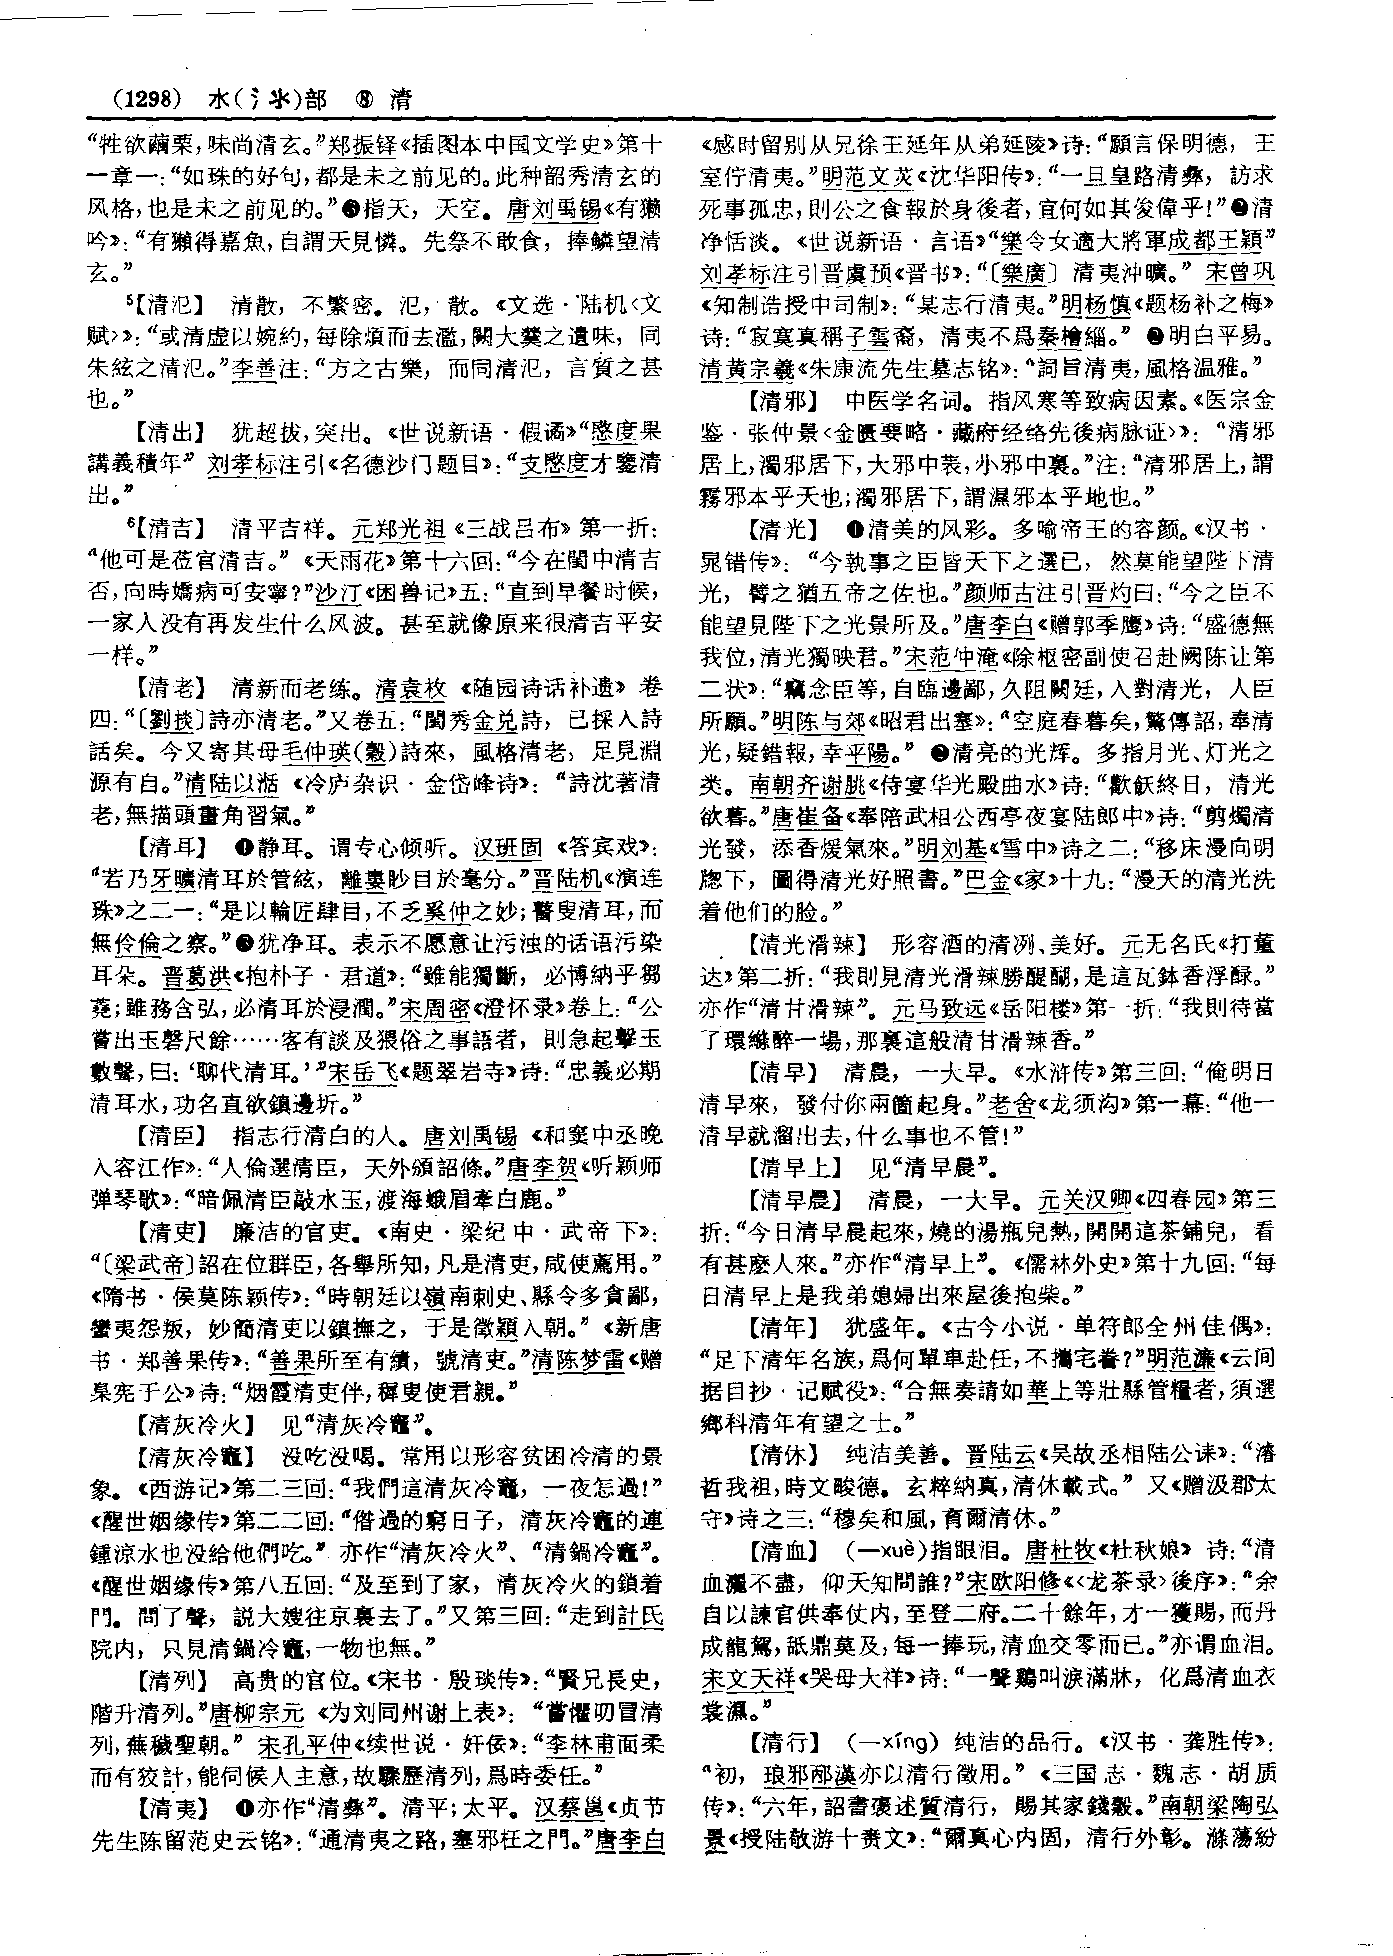 (1298) 水(氵氺)部 ⑧ 清
“牲欲繭栗,味尚清玄。”郑振铎《插图本中国文学史》第十
一章一:“如珠的好句,都是未之前见的。此种韶秀清玄的
风格,也是未之前见的。”❸指天,天空。唐刘禹锡《有獭
吟》:“有獺得嘉魚,自謂天見憐。先祭不敢食,捧鱗望清
玄。”
⁵【清汜】 清散,不繁密。汜,散。《文选·陆机〈文
赋〉》:“或清虚以婉約,每除煩而去濫,闕大羹之遺味,同
朱絃之清汜。”李善注:“方之古樂,而同清汜,言質之甚
也。”
【清出】 犹超拔,突出。《世说新语·假谲》“愍度果
講義積年”刘孝标注引《名德沙门题目》:“支愍度才鑒清
出。”
⁶【清吉】 清平吉祥。元郑光祖《三战吕布》第一折:
“他可是莅官清吉。”《天雨花》第十六回:“今在閨中清吉
否,向時嬌病可安寧?”沙汀《困兽记》五:“直到早餐时候,
一家人没有再发生什么风波。甚至就像原来很清吉平安
一样。”
【清老】 清新而老练。清袁枚《随园诗话补遗》卷
四:“〔劉掞〕詩亦清老。”又卷五:“閨秀金兑詩,已採入詩
話矣。今又寄其母毛仲瑛(縠)詩來,風格清老,足見淵
源有自。”清陆以湉《冷庐杂识·金岱峰诗》:“詩沈著清
老,無描頭畫角習氣。”
【清耳】 ❶静耳。谓专心倾听。汉班固《答宾戏》:
“若乃牙曠清耳於管絃,離婁眇目於毫分。”晋陆机《演连
珠》之二一:“是以輪匠肆目,不乏奚仲之妙;瞽叟清耳,而
無伶倫之察。”❷犹净耳。表示不愿意让污浊的话语污染
耳朵。晋葛洪《抱朴子·君道》:“雖能獨斷,必博納乎芻
蕘;雖務含弘,必清耳於浸潤。”宋周密《澄怀录》卷上:“公
嘗出玉磬尺餘……客有談及猥俗之事語者,則急起擊玉
數聲,曰:‘聊代清耳。’”宋岳飞《题翠岩寺》诗:“忠義必期
清耳水,功名直欲鎮邊圻。”
【清臣】 指志行清白的人。唐刘禹锡《和窦中丞晚
入容江作》:“人倫選清臣,天外頒詔條。”唐李贺《听颖师
弹琴歌》:“暗佩清臣敲水玉,渡海蛾眉牽白鹿。”
【清吏】 廉洁的官吏。《南史·梁纪中·武帝下》:
“〔梁武帝〕詔在位群臣,各舉所知,凡是清吏,咸使薦用。”
《隋书·侯莫陈颖传》:“時朝廷以嶺南刺史、縣令多貪鄙,
蠻夷怨叛,妙簡清吏以鎮撫之,于是徵穎入朝。”《新唐
书·郑善果传》:“善果所至有績,號清吏。”清陈梦雷《赠
臬宪于公》诗:“烟霞清吏伴,穉叟使君親。”
【清灰冷火】 见“清灰冷竈”。
【清灰冷竈】 没吃没喝。常用以形容贫困冷清的景
象。《西游记》第二三回:“我們這清灰冷竈,一夜怎過!”
《醒世姻缘传》第二二回:“偺過的窮日子,清灰冷竈的連
鍾凉水也没給他們吃。”亦作“清灰冷火”、“清鍋冷竈”。
《醒世姻缘传》第八五回:“及至到了家,清灰冷火的鎖着
門。問了聲,説大嫂往京裏去了。”又第三回:“走到計氏
院内,只見清鍋冷竈,一物也無。”
【清列】 高贵的官位。《宋书·殷琰传》:“賢兄長史,
階升清列。”唐柳宗元《为刘同州谢上表》:“嘗懼叨冒清
列,蕪穢聖朝。”宋孔平仲《续世说·奸佞》:“李林甫面柔
而有狡計,能伺候人主意,故驟歷清列,爲時委任。”
【清夷】 ❶亦作“清彝”。清平;太平。汉蔡邕《贞节
先生陈留范史云铭》:“通清夷之路,塞邪枉之門。”唐李白
《感时留别从兄徐王延年从弟延陵》诗:“願言保明德,王
室佇清夷。”明范文炗《沈华阳传》:“一旦皇路清彝,訪求
死事孤忠,則公之食報於身後者,宜何如其俊偉乎!”❷清
净恬淡。《世说新语·言语》“樂令女適大將軍成都王穎”
刘孝标注引晋虞预《晋书》:“〔樂廣〕清夷沖曠。”宋曾巩
《知制诰授中司制》:“某志行清夷。”明杨慎《题杨补之梅》
诗:“寂寞真稱子雲裔,清夷不爲秦檜緇。”❸明白平易。
清黄宗羲《朱康流先生墓志铭》:“詞旨清夷,風格温雅。”
【清邪】 中医学名词。指风寒等致病因素。《医宗金
鉴·张仲景〈金匮要略·藏府经络先後病脉证〉》:“清邪
居上,濁邪居下,大邪中表,小邪中裏。”注:“清邪居上,謂
霧邪本乎天也;濁邪居下,謂濕邪本乎地也。”
【清光】 ❶清美的风彩。多喻帝王的容颜。《汉书·
晁错传》:“今執事之臣皆天下之選已,然莫能望陛下清
光,譬之猶五帝之佐也。”颜师古注引晋灼曰:“今之臣不
能望見陛下之光景所及。”唐李白《赠郭季鹰》诗:“盛德無
我位,清光獨映君。”宋范仲淹《除枢密副使召赴阙陈让第
二状》:“竊念臣等,自臨邊鄙,久阻闕廷,入對清光,人臣
所願。”明陈与郊《昭君出塞》:“空庭春暮矣,驚傳詔,奉清
光,疑錯報,幸平陽。”❷清亮的光辉。多指月光、灯光之
类。南朝齐谢朓《侍宴华光殿曲水》诗:“歡飫終日,清光
欲暮。”唐崔备《奉陪武相公西亭夜宴陆郎中》诗:“剪燭清
光發,添香煖氣來。”明刘基《雪中》诗之二:“移床漫向明
牎下,圖得清光好照書。”巴金《家》十九:“漫天的清光洗
着他们的脸。”
【清光滑辣】 形容酒的清冽、美好。元无名氏《打董
达》第二折:“我則見清光滑辣勝醍醐,是這瓦鉢香浮醁。”
亦作“清甘滑辣”。元马致远《岳阳楼》第一折:“我則待當
了環絛醉一場,那裏這般清甘滑辣香。”
【清早】 清晨,一大早。《水浒传》第三回:“俺明日
清早來,發付你兩箇起身。”老舍《龙须沟》第一幕:“他一
清早就溜出去,什么事也不管!”
【清早上】 见“清早晨”。
【清早晨】 清晨,一大早。元关汉卿《四春园》第三
折:“今日清早晨起來,燒的湯瓶兒熱,開開這茶鋪兒,看
有甚麽人來。”亦作“清早上”。《儒林外史》第十九回:“每
日清早上是我弟媳婦出來屋後抱柴。”
【清年】 犹盛年。《古今小说·单符郎全州佳偶》:
“足下清年名族,爲何單車赴任,不攜宅眷?”明范濂《云间
据目抄·记赋役》:“合無奏請如華上等壯縣管糧者,須選
鄉科清年有望之士。”
【清休】 纯洁美善。晋陆云《吴故丞相陆公诔》:“濬
哲我祖,時文畯德。玄粹納真,清休載式。”又《赠汲郡太
守》诗之三:“穆矣和風,育爾清休。”
【清血】 (—xuè)指眼泪。唐杜牧《杜秋娘》诗:“清
血灑不盡,仰天知問誰?”宋欧阳修《〈龙茶录〉後序》:“余
自以諫官供奉仗内,至登二府。二十餘年,才一獲賜,而丹
成龍駕,舐鼎莫及,每一捧玩,清血交零而已。”亦谓血泪。
宋文天祥《哭母大祥》诗:“一聲鷄叫淚滿牀,化爲清血衣
裳濕。”
【清行】 (—xíng)纯洁的品行。《汉书·龚胜传》:
“初,琅邪邴漢亦以清行徵用。”《三国志·魏志·胡质
传》:“六年,詔書褒述質清行,賜其家錢穀。”南朝梁陶弘
景《授陆敬游十赉文》:“爾真心内固,清行外彰。滌蕩紛